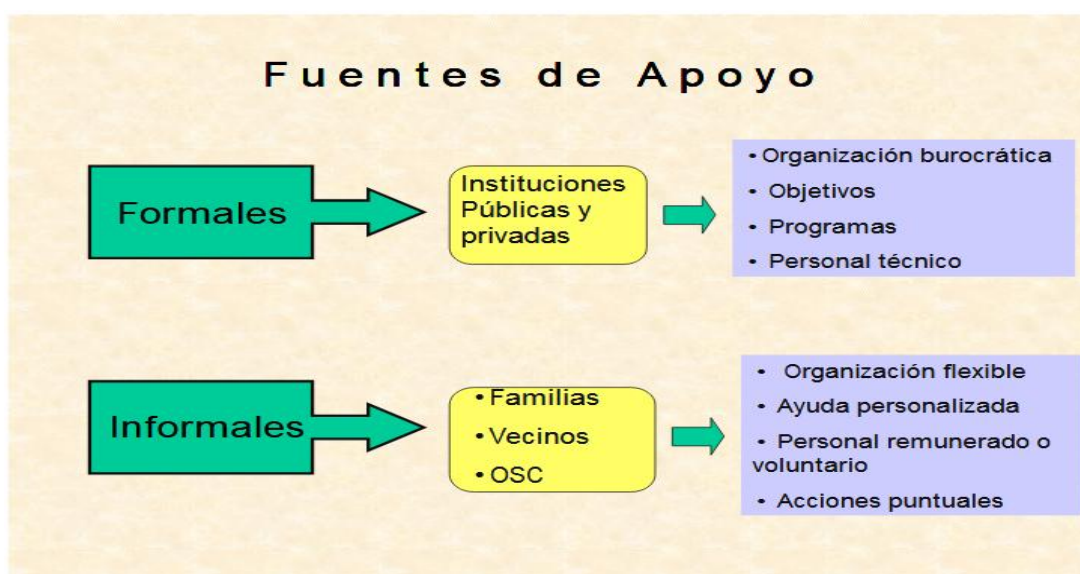 Fuentes de Apoyo
Formales
Instituciones
Públicas y
privadas
• Organización burocrática
• Objetivos
• Programas
• Personal técnico
Informales
• Familias
• Vecinos
• OSC
• Organización flexible
• Ayuda personalizada
• Personal remunerado o
voluntario
• Acciones puntuales